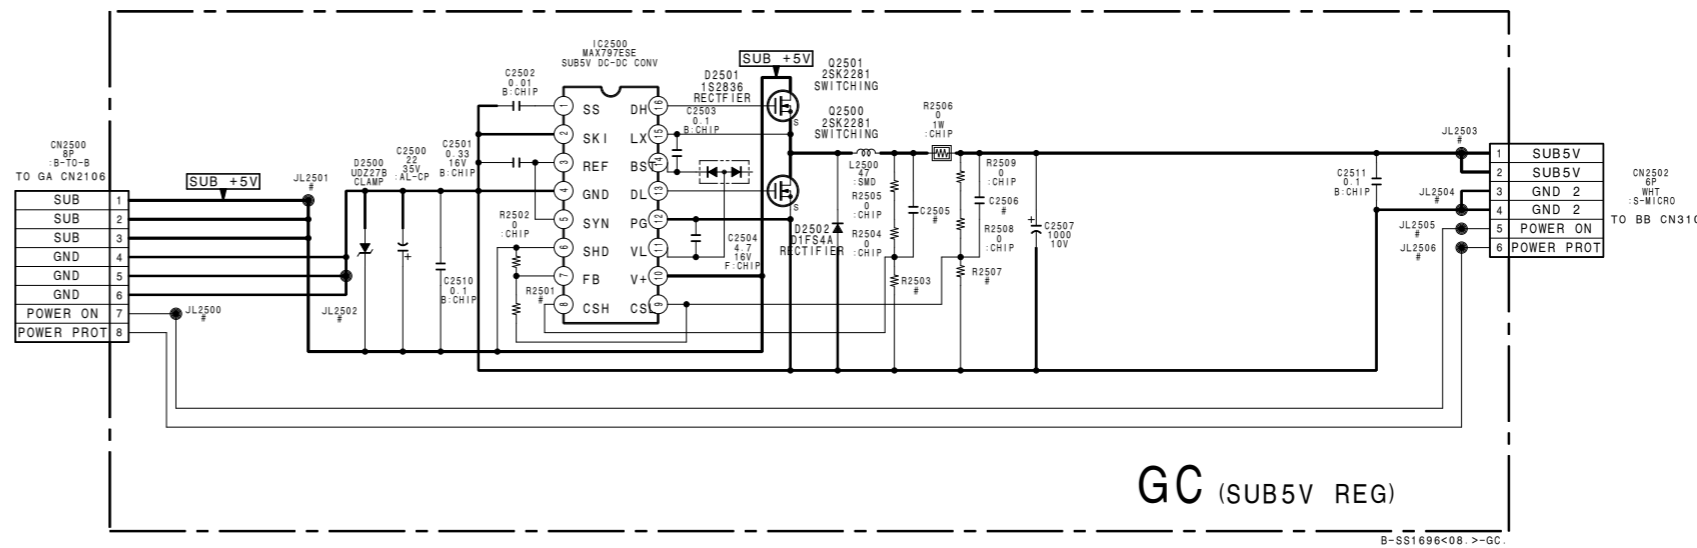 CN2500
8P
:B-TO-B
TO GA CN2106
SUB 1
SUB 2
SUB 3
GND 4
GND 5
GND 6
POWER ON 7
POWER PROT 8
SUB +5V
JL2501
#
JL2502
#
JL2500
#
D2500
UDZ27B
CLAMP
C2500
22
35V
:AL-CP
C2501
0.33
16V
B:CHIP
C2510
0.1
B:CHIP
C2502
0.01
B:CHIP
R2502
0
:CHIP
R2501
#
IC2500
MAX797ESE
SUB5V DC-DC CONV
1 SS DH 16
2 SKI LX 15
3 REF BST 14
4 GND DL 13
5 SYN PG 12
6 SHD VL 11
7 FB V+ 10
8 CSH CSL 9
D2501
1S2836
RECTFIER
C2503
0.1
B:CHIP
C2504
4.7
16V
F:CHIP
SUB +5V
Q2501
2SK2281
SWITCHING
S
Q2500
2SK2281
SWITCHING
S
D2502
D1FS4A
RECTIFIER
L2500
47
:SMD
R2505
0
:CHIP
R2504
0
:CHIP
R2503
#
C2505
#
R2506
0
1W
:CHIP
R2509
0
:CHIP
C2506
#
R2508
0
:CHIP
R2507
#
+
C2507
1000
10V
C2511
0.1
B:CHIP
JL2503
#
JL2504
#
JL2505
#
JL2506
#
1 SUB5V
2 SUB5V
3 GND 2
4 GND 2
5 POWER ON
6 POWER PROT
CN2502
6P
WHT
:S-MICRO
TO BB CN310
GC (SUB5V REG)
B-SS1696<08.>-GC.